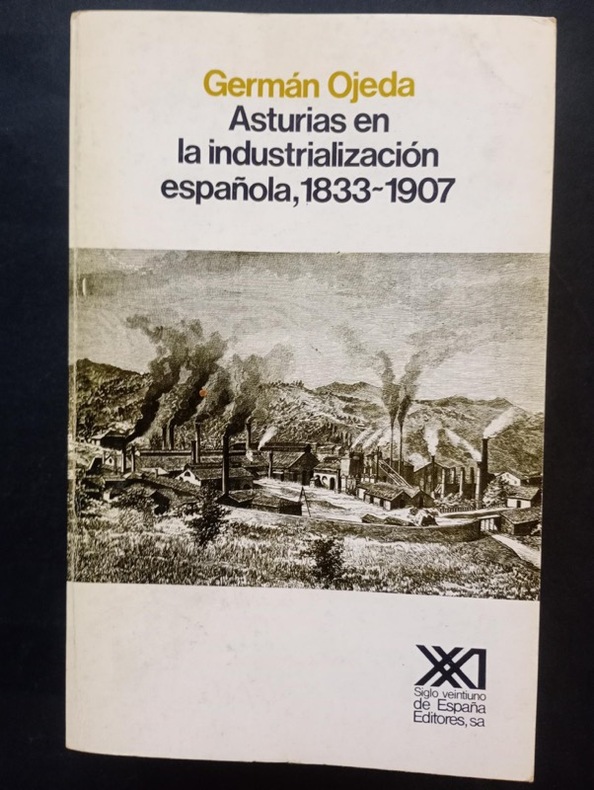 Germán Ojeda
Asturias en
la industrialización
española, 1833-1907
XXI
Siglo veintiuno
de España
Editores, sa